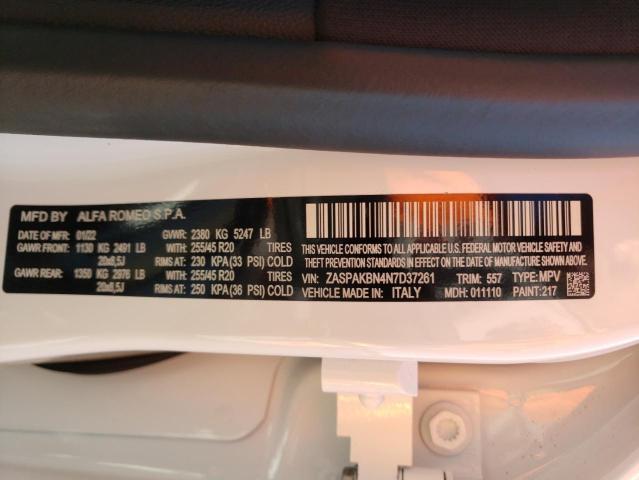 MFD BY ALFA ROMEO S.P.A.
DATE OF MFR: 01/22 GVWR: 2380 KG 5247 LB
GAWR FRONT: 1130 KG 2491 LB WITH: 255/45 R20 TIRES
20x8,5J RIMS AT: 230 KPA(33 PSI) COLD
GAWR REAR: 1350 KG 2976 LB WITH: 255/45 R20 TIRES
20x8,5J RIMS AT: 250 KPA(36 PSI) COLD
THIS VEHICLE CONFORMS TO ALL APPLICABLE U.S. FEDERAL MOTOR VEHICLE SAFETY AND
THEFT PREVENTION STANDARDS IN EFFECT ON THE DATE OF MANUFACTURE SHOWN ABOVE.
VIN: ZASPAKBN4N7D37261 TRIM: 557 TYPE: MPV
VEHICLE MADE IN: ITALY MDH: 011110 PAINT: 217